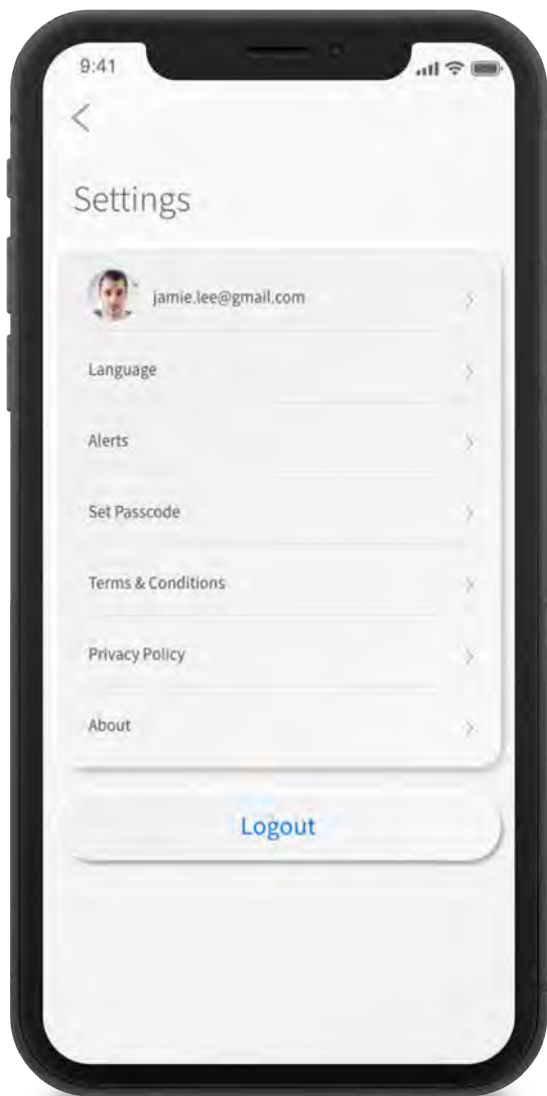 9:41
Settings
jamie.lee@gmail.com
Language
Alerts
Set Passcode
Terms & Conditions
Privacy Policy
About
Logout